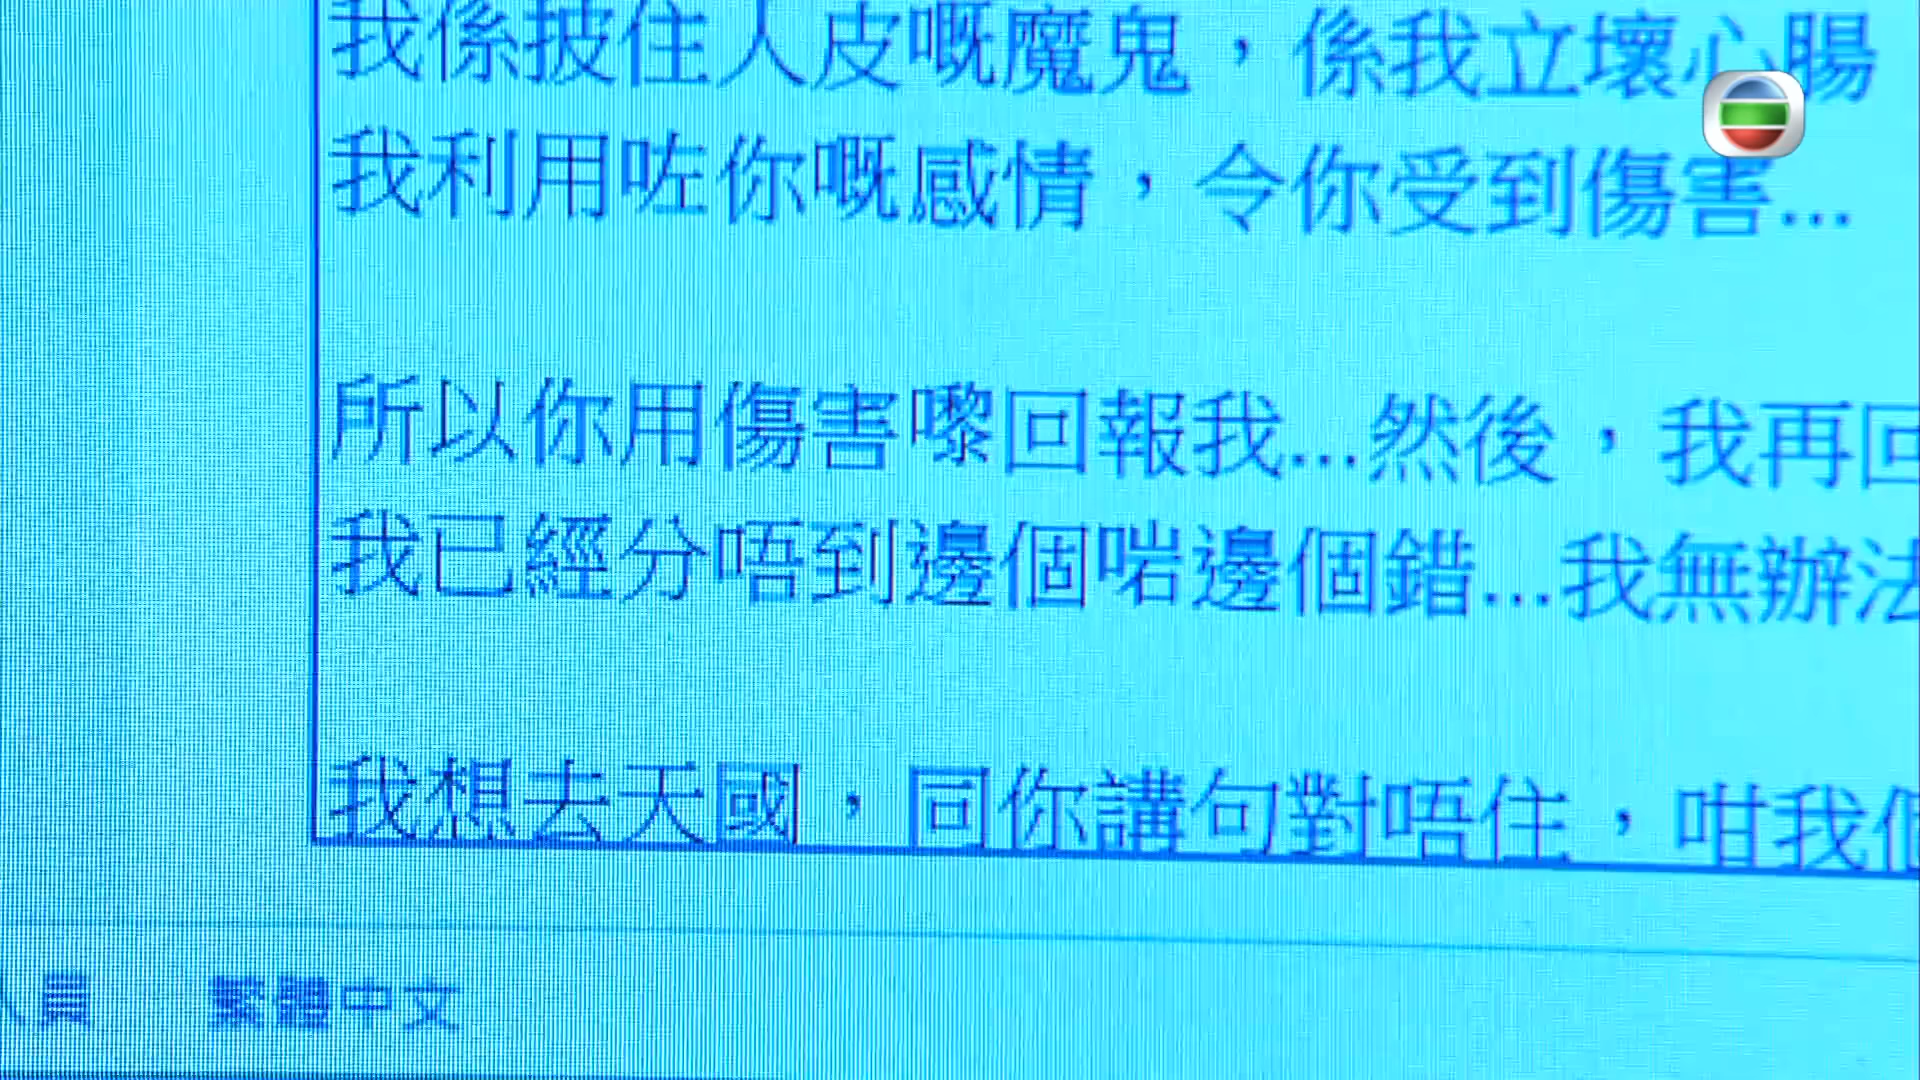 我係披住人皮嘅魔鬼，係我立壞心腸
我利用咗你嘅感情，令你受到傷害...
所以你用傷害嚟回報我...然後，我再回
我已經分唔到邊個啱邊個錯...我無辦法
我想去天國，同你講句對唔住，咁我個
人員 繁體中文